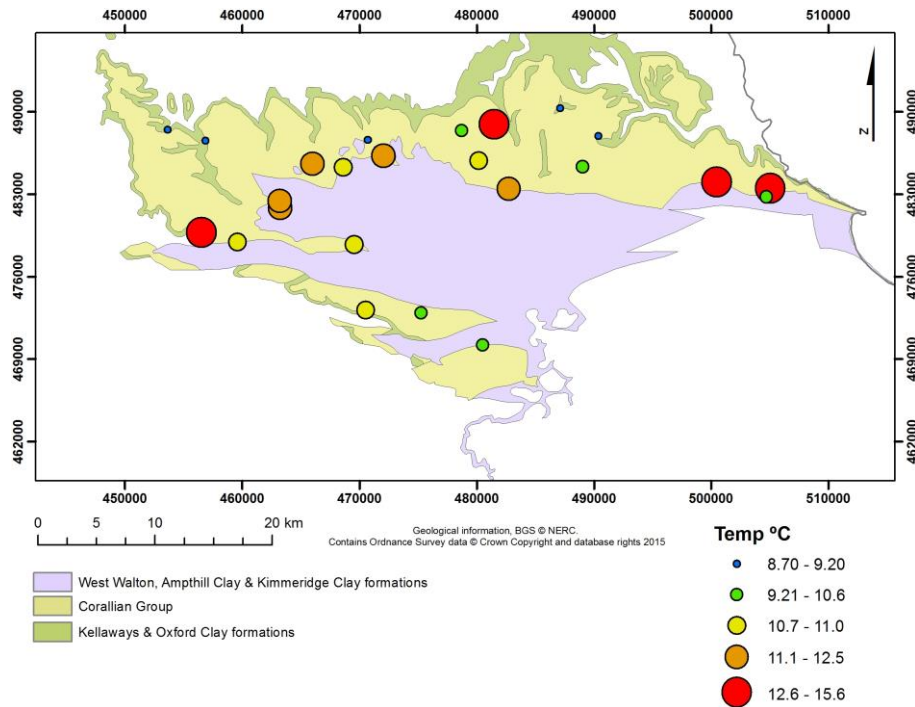 450000 460000 470000 480000 490000 500000 510000
490000 490000
N
483000 483000
476000 476000
469000 469000
462000 462000
450000 460000 470000 480000 490000 500000 510000
0 5 10 20 km
Geological information, BGS © NERC.
Contains Ordnance Survey data © Crown Copyright and database rights 2015
West Walton, Ampthill Clay & Kimmeridge Clay formations
Corallian Group
Kellaways & Oxford Clay formations
Temp ºC
8.70 - 9.20
9.21 - 10.6
10.7 - 11.0
11.1 - 12.5
12.6 - 15.6